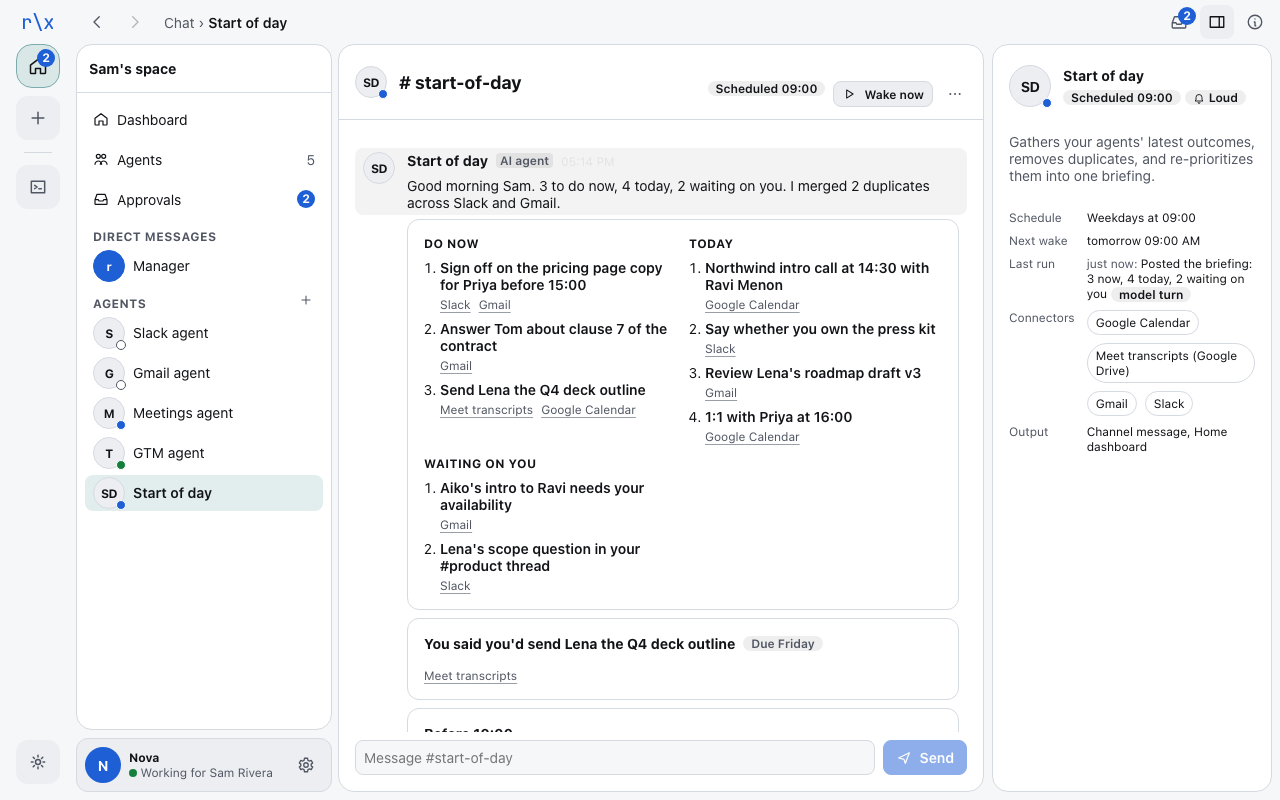 r\x
Chat › Start of day
2
2
Sam's space
Dashboard
Agents 5
Approvals 2
DIRECT MESSAGES
r Manager
AGENTS
S Slack agent
G Gmail agent
M Meetings agent
T GTM agent
SD Start of day
N Nova
Working for Sam Rivera
SD # start-of-day
Scheduled 09:00
Wake now
SD Start of day AI agent 05:14 PM
Good morning Sam. 3 to do now, 4 today, 2 waiting on you. I merged 2 duplicates
across Slack and Gmail.
DO NOW
1. Sign off on the pricing page copy
for Priya before 15:00
Slack Gmail
2. Answer Tom about clause 7 of the
contract
Gmail
3. Send Lena the Q4 deck outline
Meet transcripts Google Calendar
TODAY
1. Northwind intro call at 14:30 with
Ravi Menon
Google Calendar
2. Say whether you own the press kit
Slack
3. Review Lena's roadmap draft v3
Gmail
4. 1:1 with Priya at 16:00
Google Calendar
WAITING ON YOU
1. Aiko's intro to Ravi needs your
availability
Gmail
2. Lena's scope question in your
#product thread
Slack
You said you'd send Lena the Q4 deck outline Due Friday
Meet transcripts
Before 10:00
Message #start-of-day
Send
SD Start of day
Scheduled 09:00 Loud
Gathers your agents' latest outcomes,
removes duplicates, and re-prioritizes
them into one briefing.
Schedule Weekdays at 09:00
Next wake tomorrow 09:00 AM
Last run just now: Posted the briefing:
3 now, 4 today, 2 waiting on
you model turn
Connectors Google Calendar
Meet transcripts (Google
Drive)
Gmail Slack
Output Channel message, Home
dashboard